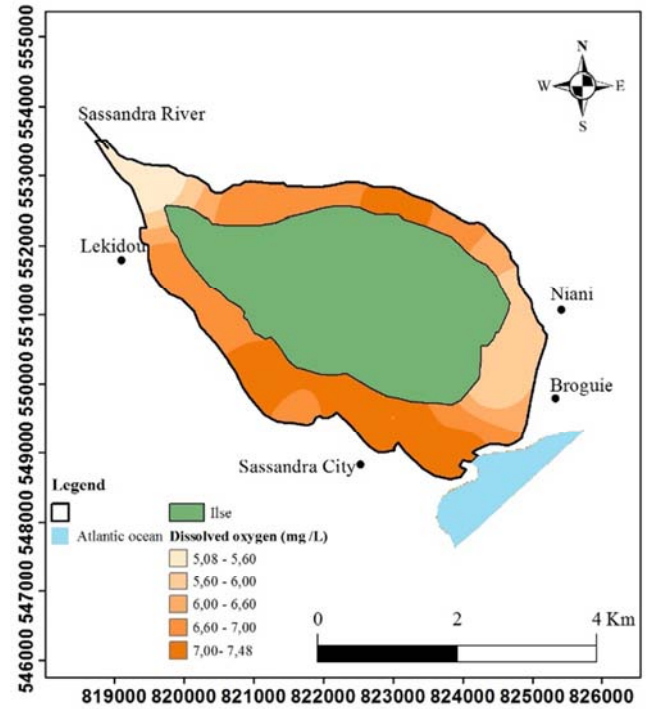 555000
554000
553000
552000
551000
550000
549000
548000
547000
546000
N
W E
S
Sassandra River
Lekidou
Niani
Broguie
Sassandra City
Legend
Ilse
Atlantic ocean
Dissolved oxygen (mg /L)
5,08 - 5,60
5,60 - 6,00
6,00 - 6,60
6,60 - 7,00
7,00- 7,48
0 2 4 Km
819000 820000 821000 822000 823000 824000 825000 826000